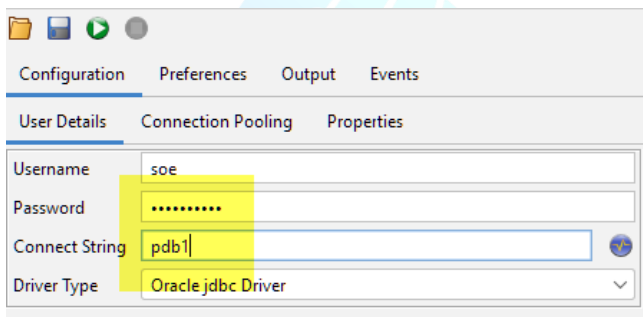 Configuration Preferences Output Events
User Details Connection Pooling Properties
Username soe
Password ••••••••••
Connect String pdb1
Driver Type Oracle jdbc Driver